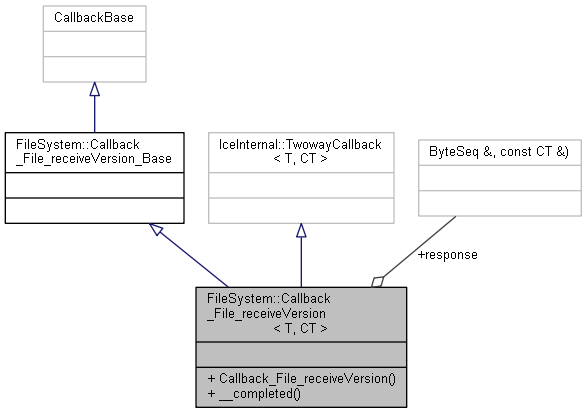 CallbackBase
FileSystem::Callback
_File_receiveVersion_Base
IceInternal::TwowayCallback
< T, CT >
ByteSeq &, const CT &)
+response
FileSystem::Callback
_File_receiveVersion
< T, CT >
+ Callback_File_receiveVersion()
+ __completed()